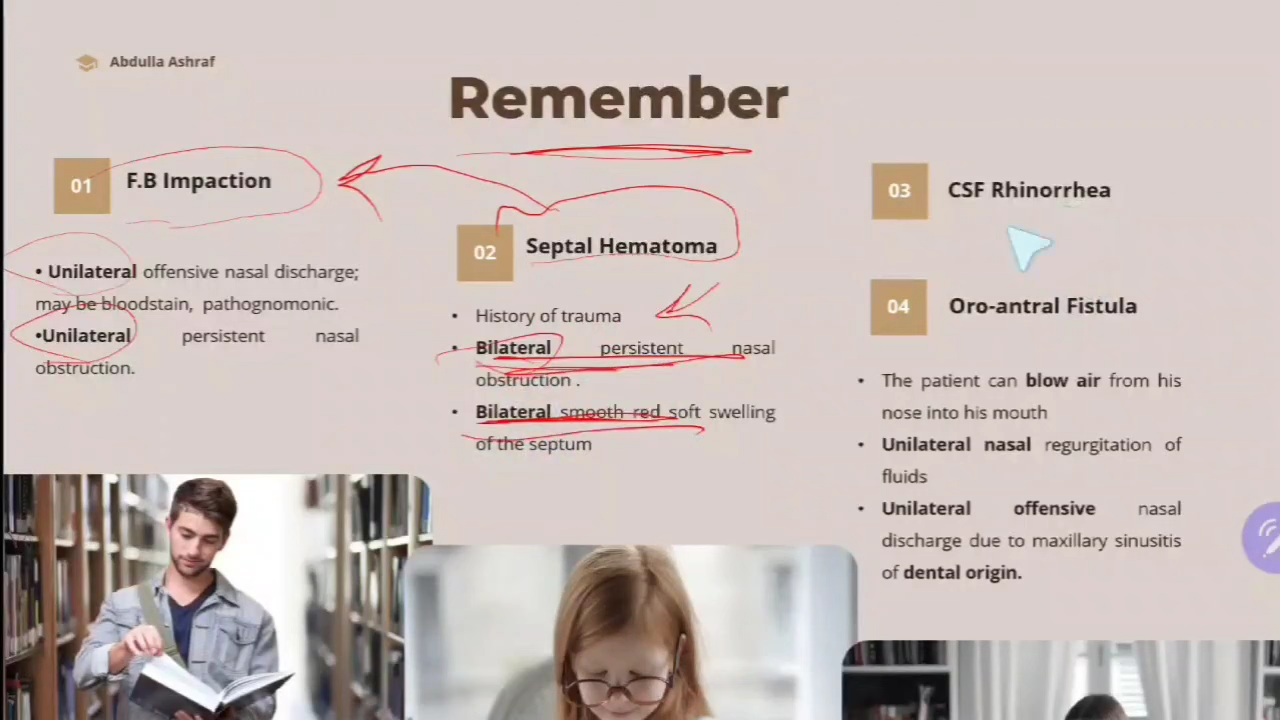 Abdulla Ashraf
Remember
01
F.B Impaction
• Unilateral offensive nasal discharge;
may be bloodstain, pathognomonic.
•Unilateral persistent nasal
obstruction.
02
Septal Hematoma
• History of trauma
• Bilateral persistent nasal
obstruction .
• Bilateral smooth red soft swelling
of the septum
03
CSF Rhinorrhea
04
Oro-antral Fistula
• The patient can blow air from his
nose into his mouth
• Unilateral nasal regurgitation of
fluids
• Unilateral offensive nasal
discharge due to maxillary sinusitis
of dental origin.